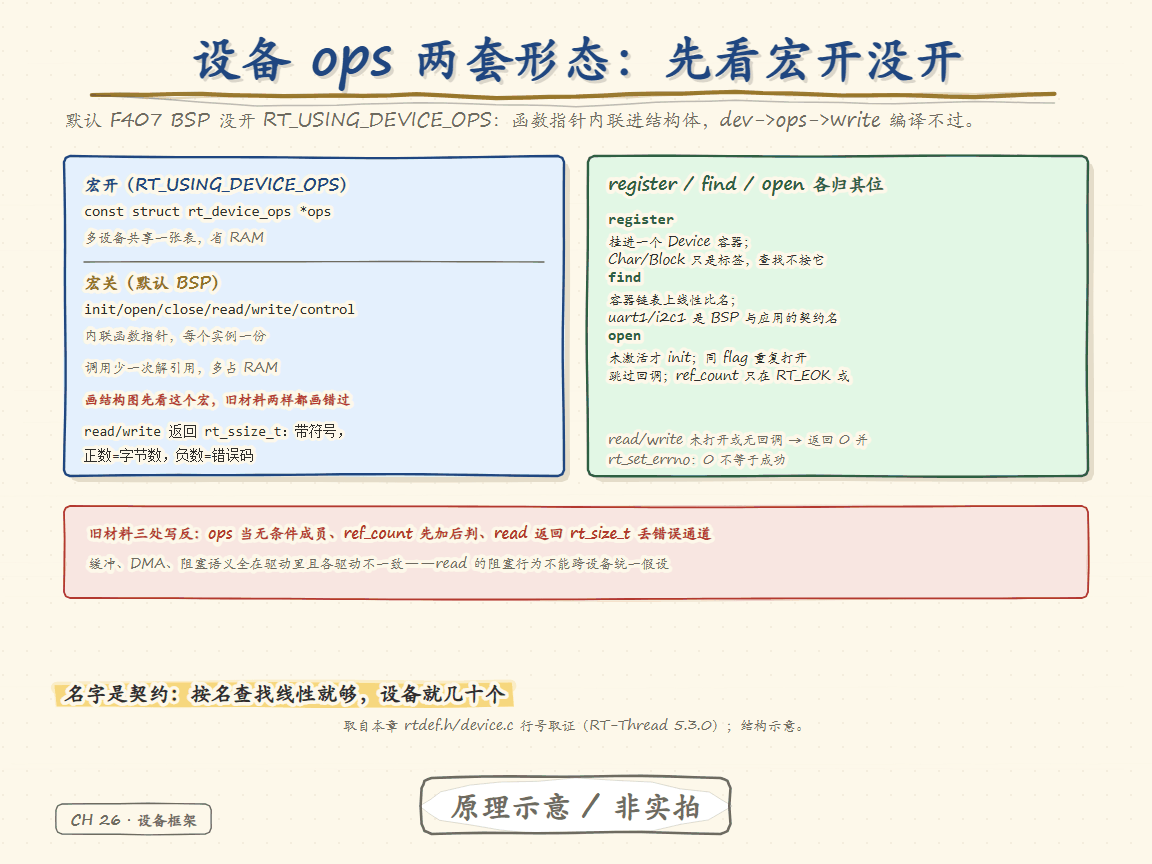 设备 ops 两套形态：先看宏开没开
默认 F407 BSP 没开 RT_USING_DEVICE_OPS：函数指针内联进结构体，dev->ops->write 编译不过。
宏开（RT_USING_DEVICE_OPS）
const struct rt_device_ops *ops
多设备共享一张表，省 RAM
宏关（默认 BSP）
init/open/close/read/write/control
内联函数指针，每个实例一份
调用少一次解引用，多占 RAM
画结构图先看这个宏，旧材料两样都画错过
read/write 返回 rt_ssize_t：带符号，
正数=字节数，负数=错误码
register / find / open 各归其位
register
挂进一个 Device 容器；
Char/Block 只是标签，查找不按它
find
容器链表上线性比名；
uart1/i2c1 是 BSP 与应用的契约名
open
未激活才 init；同 flag 重复打开
跳过回调；ref_count 只在 RT_EOK 或
read/write 未打开或无回调 → 返回 0 并
rt_set_errno：0 不等于成功
旧材料三处写反：ops 当无条件成员、ref_count 先加后判、read 返回 rt_size_t 丢错误通道
缓冲、DMA、阻塞语义全在驱动里且各驱动不一致——read 的阻塞行为不能跨设备统一假设
名字是契约：按名查找线性就够，设备就几十个
取自本章 rtdef.h/device.c 行号取证（RT-Thread 5.3.0）；结构示意。
原理示意 / 非实拍
CH 26 · 设备框架